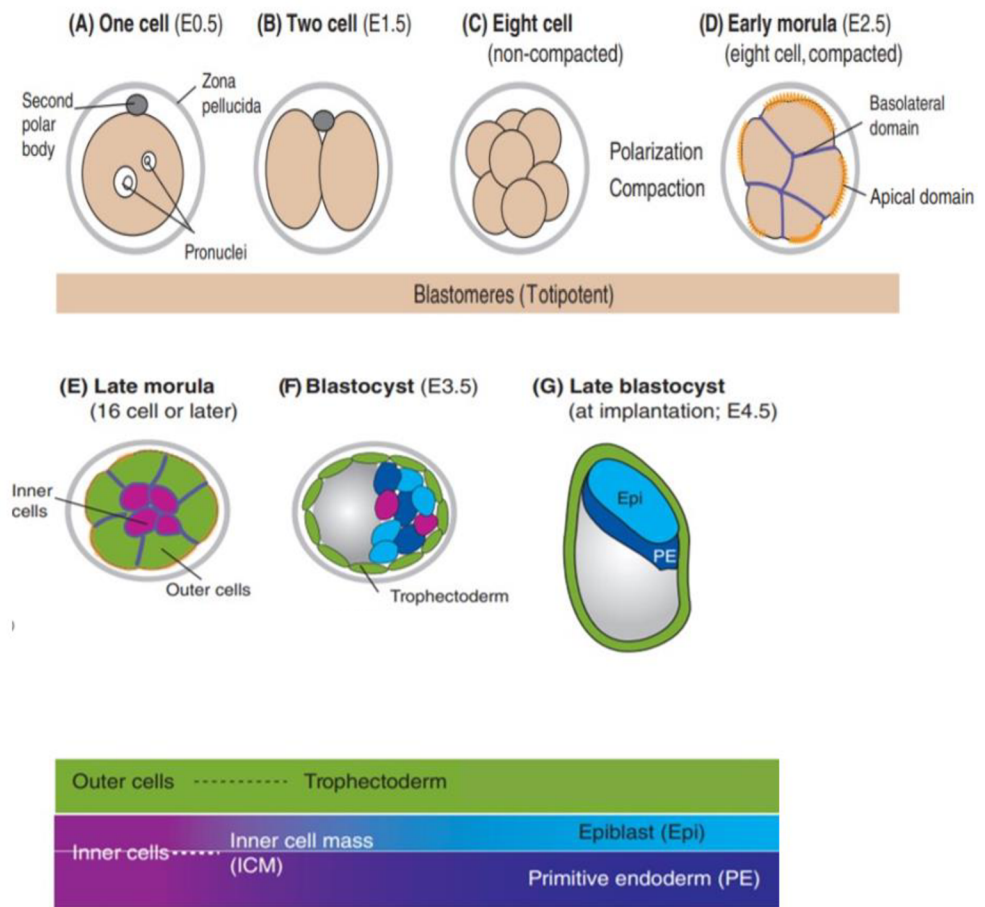 (A) One cell (E0.5)
(B) Two cell (E1.5)
(C) Eight cell
(non-compacted)
(D) Early morula (E2.5)
(eight cell, compacted)
Second
polar
body
Zona
pellucida
Pronuclei
Polarization
Compaction
Basolateral
domain
Apical domain
Blastomeres (Totipotent)
(E) Late morula
(16 cell or later)
(F) Blastocyst (E3.5)
(G) Late blastocyst
(at implantation; E4.5)
Inner
cells
Outer cells
Trophectoderm
Epi
PE
)
Outer cells ---------- Trophectoderm
Inner cells------ Inner cell mass
(ICM)
Epiblast (Epi)
Primitive endoderm (PE)